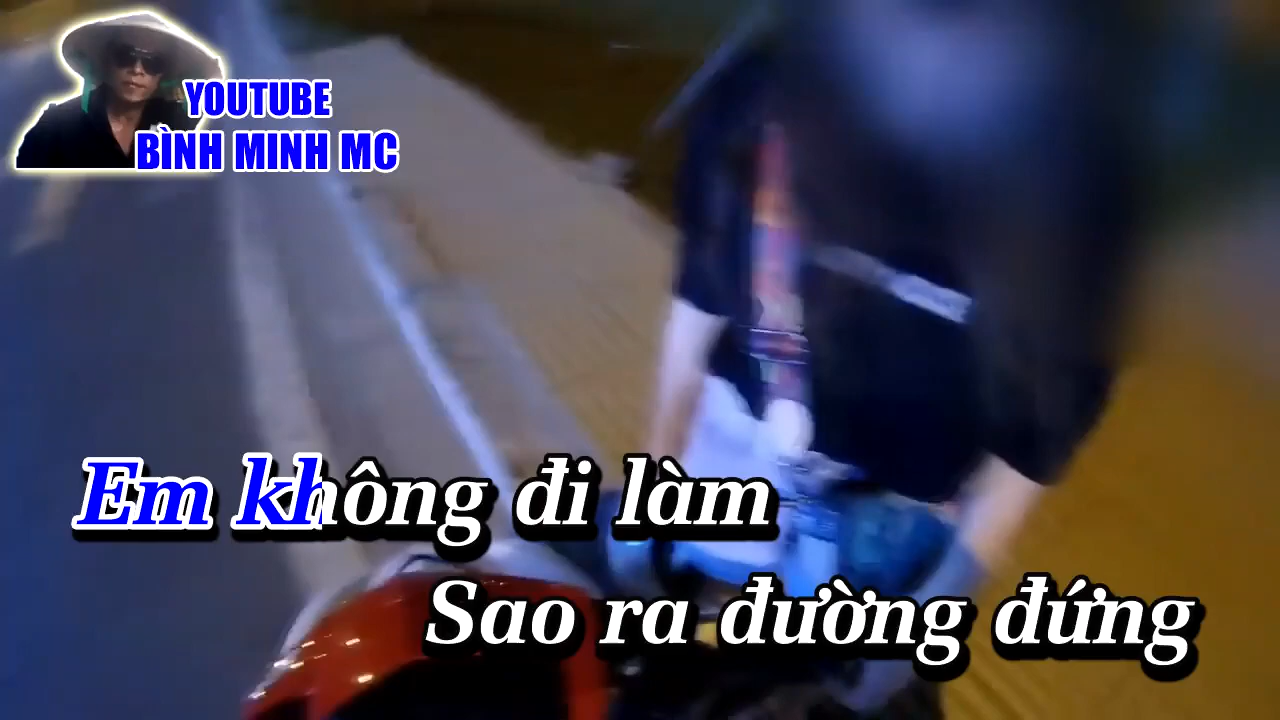 YOUTUBE
BÌNH MINH MC
Em không đi làm
Sao ra đường đứng